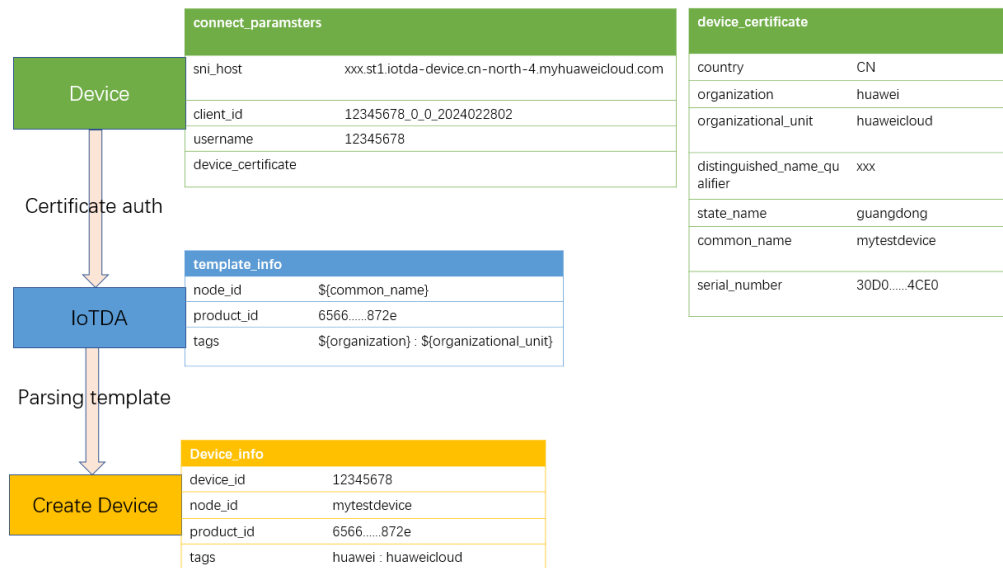 connect_paramsters
sni_host xxx.st1.iotda-device.cn-north-4.myhuaweicloud.com
client_id 12345678_0_0_2024022802
username 12345678
device_certificate
device_certificate
country CN
organization huawei
organizational_unit huaweicloud
distinguished_name_qu xxx
alifier
state_name guangdong
common_name mytestdevice
serial_number 30D0......4CE0
Device
Certificate auth
IoTDA
template_info
node_id ${common_name}
product_id 6566......872e
tags ${organization} : ${organizational_unit}
Parsing template
Create Device
Device_info
device_id 12345678
node_id mytestdevice
product_id 6566......872e
tags huawei : huaweicloud